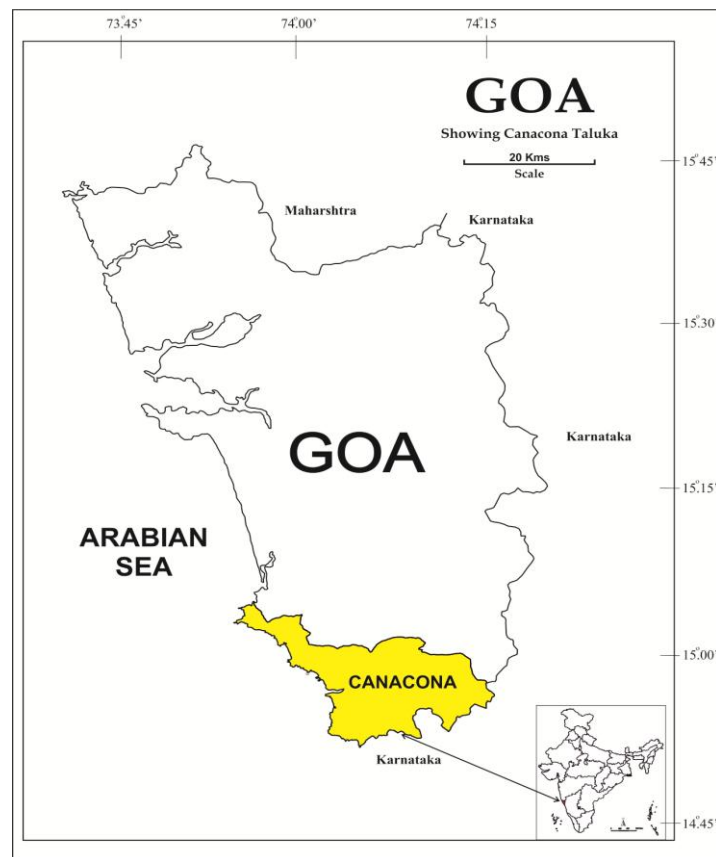 73.45' 74.00' 74.15'
GOA
Showing Canacona Taluka
20 Kms
Scale
15°45'
Maharshtra
Karnataka
15°30'
Karnataka
GOA
15°15'
ARABIAN
SEA
15°00'
CANACONA
Karnataka
14°45'